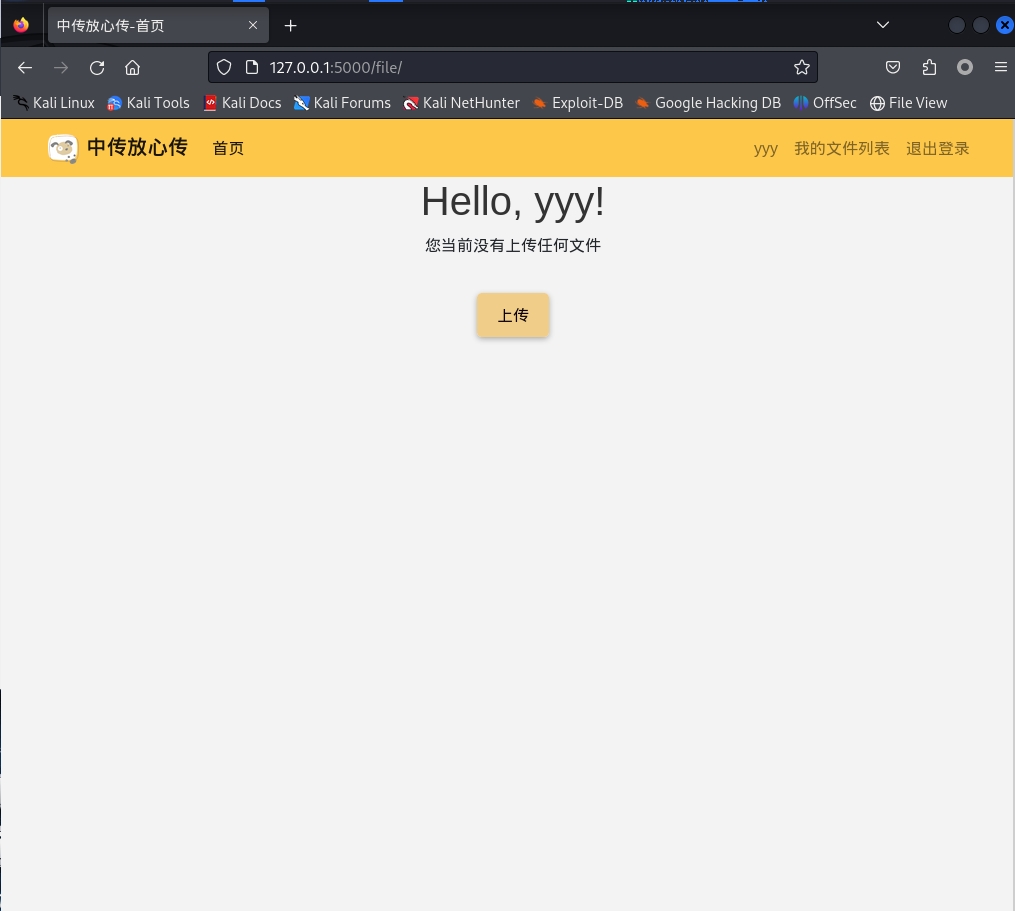 中传放心传-首页
127.0.0.1:5000/file/
Kali Linux Kali Tools Kali Docs Kali Forums Kali NetHunter Exploit-DB Google Hacking DB OffSec File View
中传放心传 首页 yyy 我的文件列表 退出登录
Hello, yyy!
您当前没有上传任何文件
上传